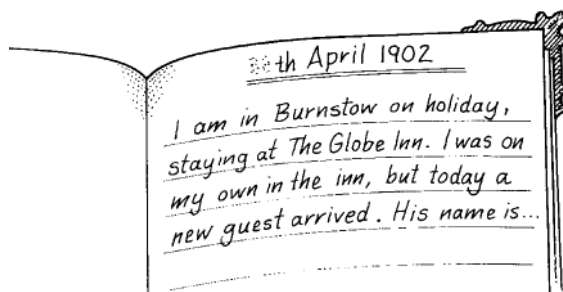 th April 1902
I am in Burnstow on holiday,
staying at The Globe Inn. I was on
my own in the inn, but today a
new guest arrived. His name is...